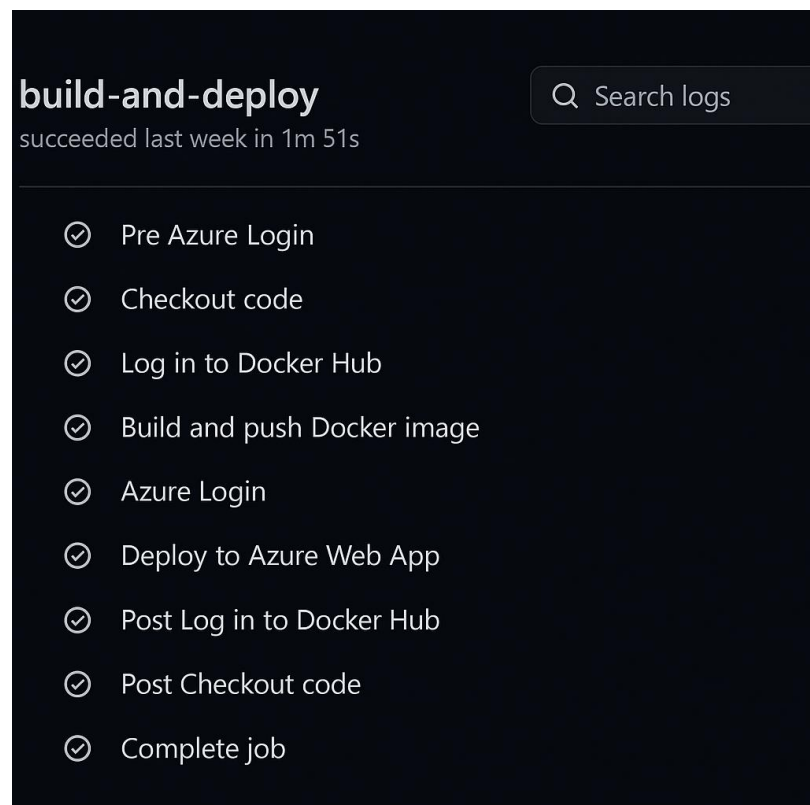 build-and-deploy
succeeded last week in 1m 51s
Search logs
Pre Azure Login
Checkout code
Log in to Docker Hub
Build and push Docker image
Azure Login
Deploy to Azure Web App
Post Log in to Docker Hub
Post Checkout code
Complete job